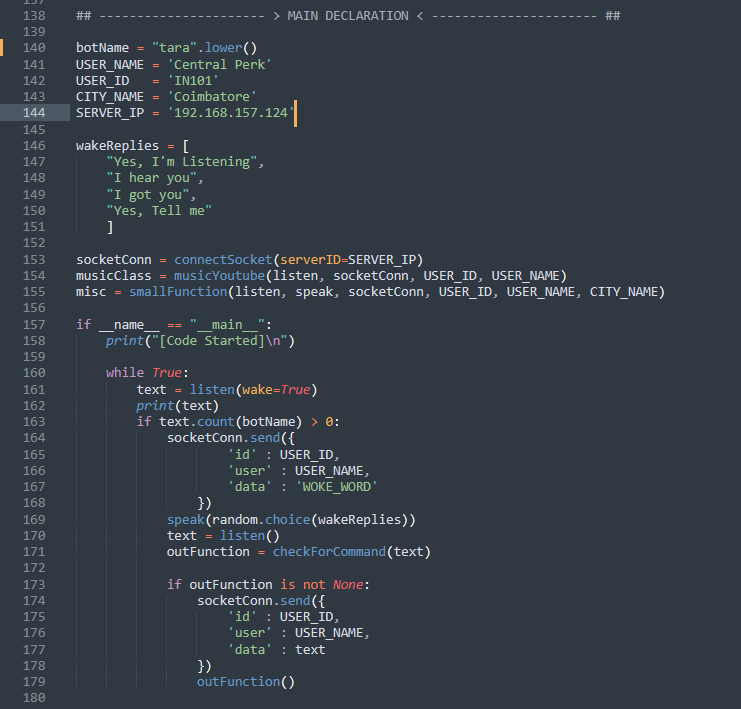 137
138 ## ---------------------- > MAIN DECLARATION < ---------------------- ##
139
140 botName = "tara".lower()
141 USER_NAME = 'Central Perk'
142 USER_ID   = 'IN101'
143 CITY_NAME = 'Coimbatore'
144 SERVER_IP = '192.168.157.124'
145
146 wakeReplies = [
147     "Yes, I'm Listening",
148     "I hear you",
149     "I got you",
150     "Yes, Tell me"
151     ]
152
153 socketConn = connectSocket(serverID=SERVER_IP)
154 musicClass = musicYoutube(listen, socketConn, USER_ID, USER_NAME)
155 misc = smallFunction(listen, speak, socketConn, USER_ID, USER_NAME, CITY_NAME)
156
157 if __name__ == "__main__":
158     print("[Code Started]\n")
159
160     while True:
161         text = listen(wake=True)
162         print(text)
163         if text.count(botName) > 0:
164             socketConn.send({
165                     'id' : USER_ID,
166                     'user' : USER_NAME,
167                     'data' : 'WOKE_WORD'
168                 })
169             speak(random.choice(wakeReplies))
170             text = listen()
171             outFunction = checkForCommand(text)
172
173             if outFunction is not None:
174                 socketConn.send({
175                     'id' : USER_ID,
176                     'user' : USER_NAME,
177                     'data' : text
178                 })
179                 outFunction()
180